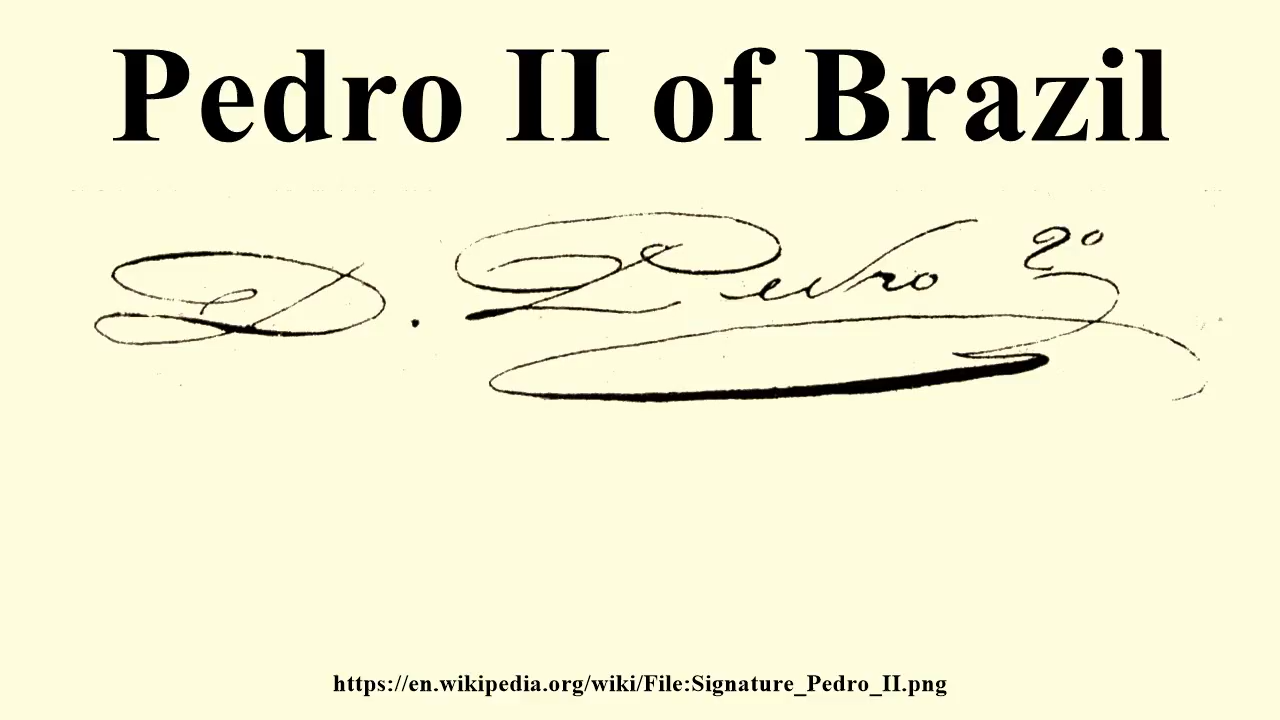 Pedro II of Brazil
D. Pedro 2º
https://en.wikipedia.org/wiki/File:Signature_Pedro_II.png